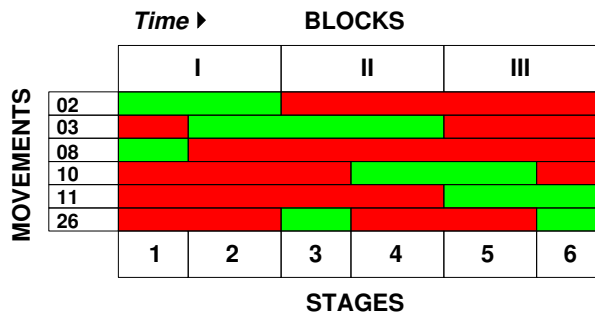 Time BLOCKS
I II III
MOVEMENTS
02
03
08
10
11
26
1 2 3 4 5 6
STAGES